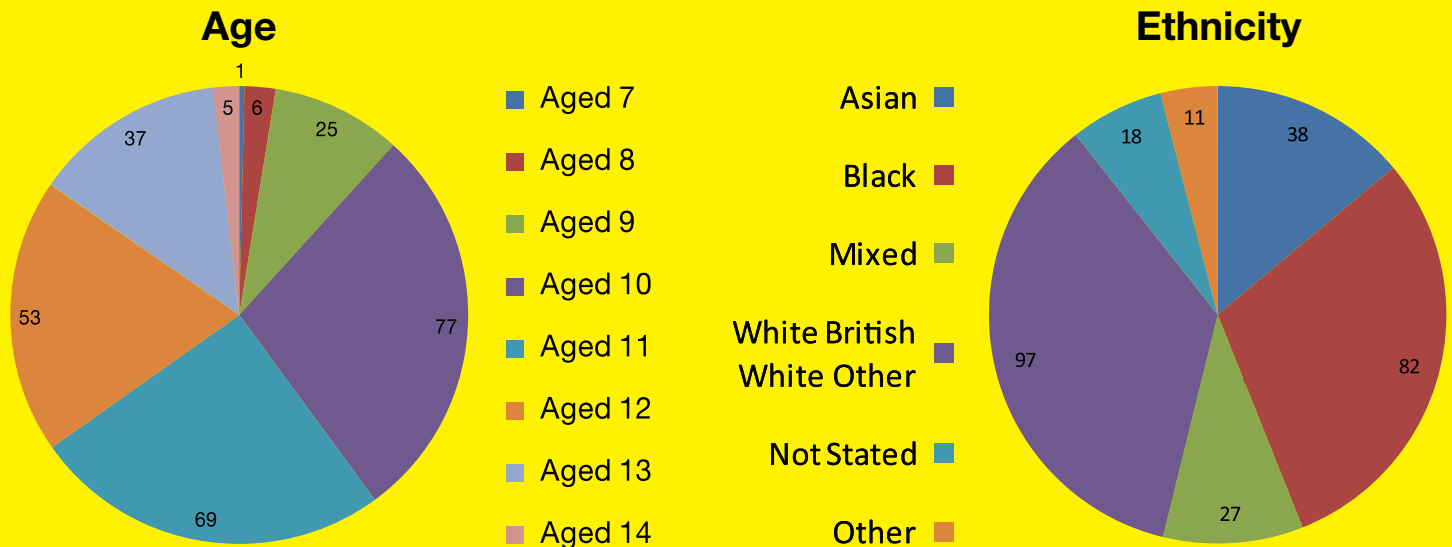 Age
1
5
6
25
37
77
53
69
Aged 7
Aged 8
Aged 9
Aged 10
Aged 11
Aged 12
Aged 13
Aged 14
Ethnicity
Asian
Black
Mixed
White British
White Other
Not Stated
Other
11
38
18
97
82
27